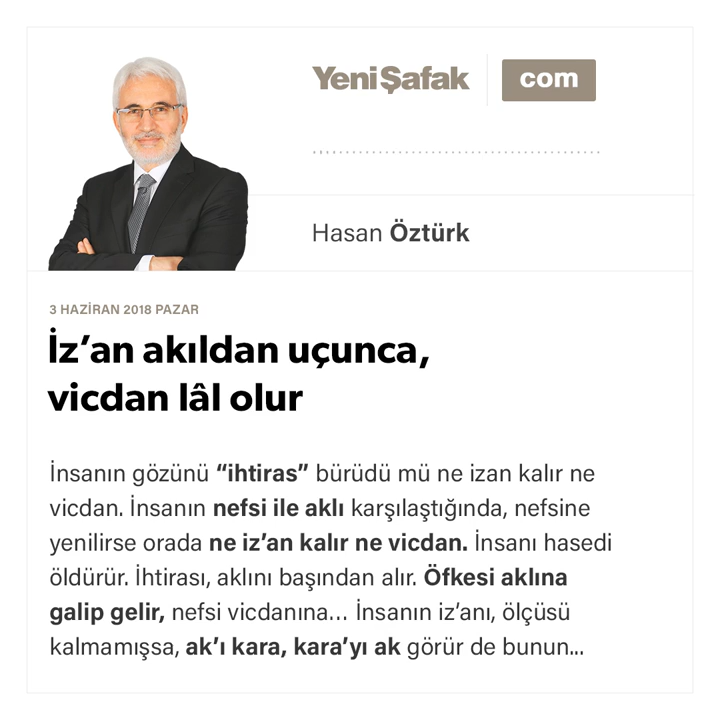 YeniŞafak com
Hasan Öztürk
3 HAZİRAN 2018 PAZAR
İz’an akıldan uçunca,
vicdan lâl olur
İnsanın gözünü “ihtiras” bürüdü mü ne izan kalır ne
vicdan. İnsanın nefsi ile aklı karşılaştığında, nefsine
yenilirse orada ne iz’an kalır ne vicdan. İnsanı hasedi
öldürür. İhtirası, aklını başından alır. Öfkesi aklına
galip gelir, nefsi vicdanına... İnsanın iz’anı, ölçüsü
kalmamışsa, ak’ı kara, kara’yı ak görür de bunun...